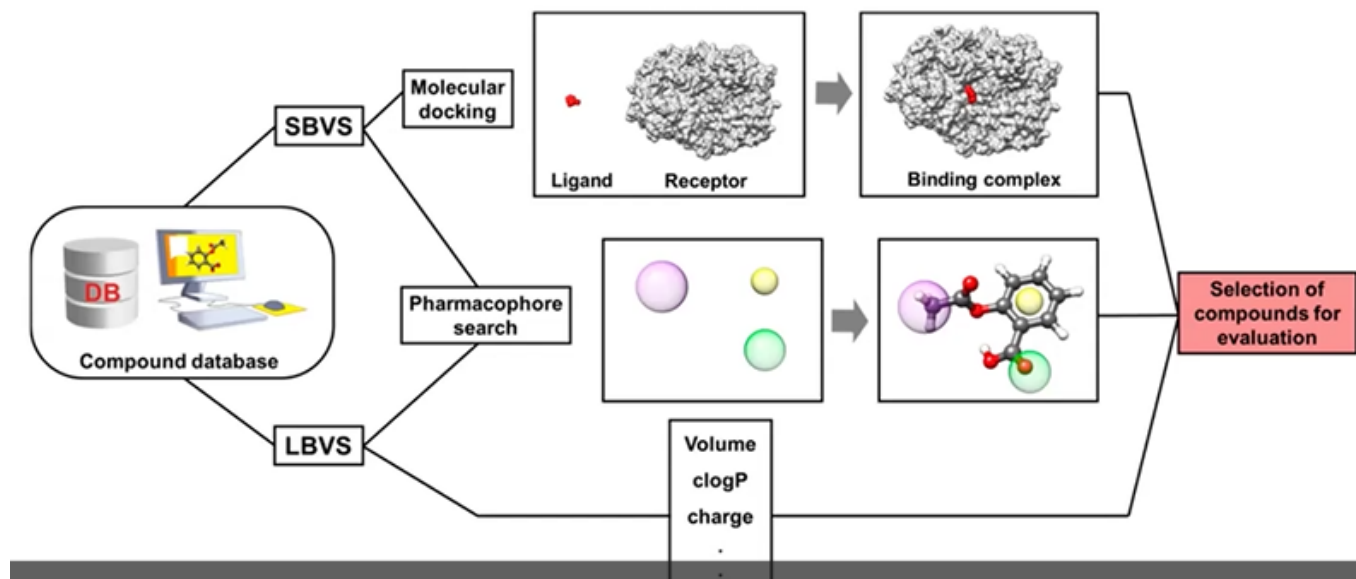 SBVS
Molecular
docking
Ligand
Receptor
Binding complex
DB
Compound database
Pharmacophore
search
Selection of
compounds for
evaluation
LBVS
Volume
clogP
charge
.
.